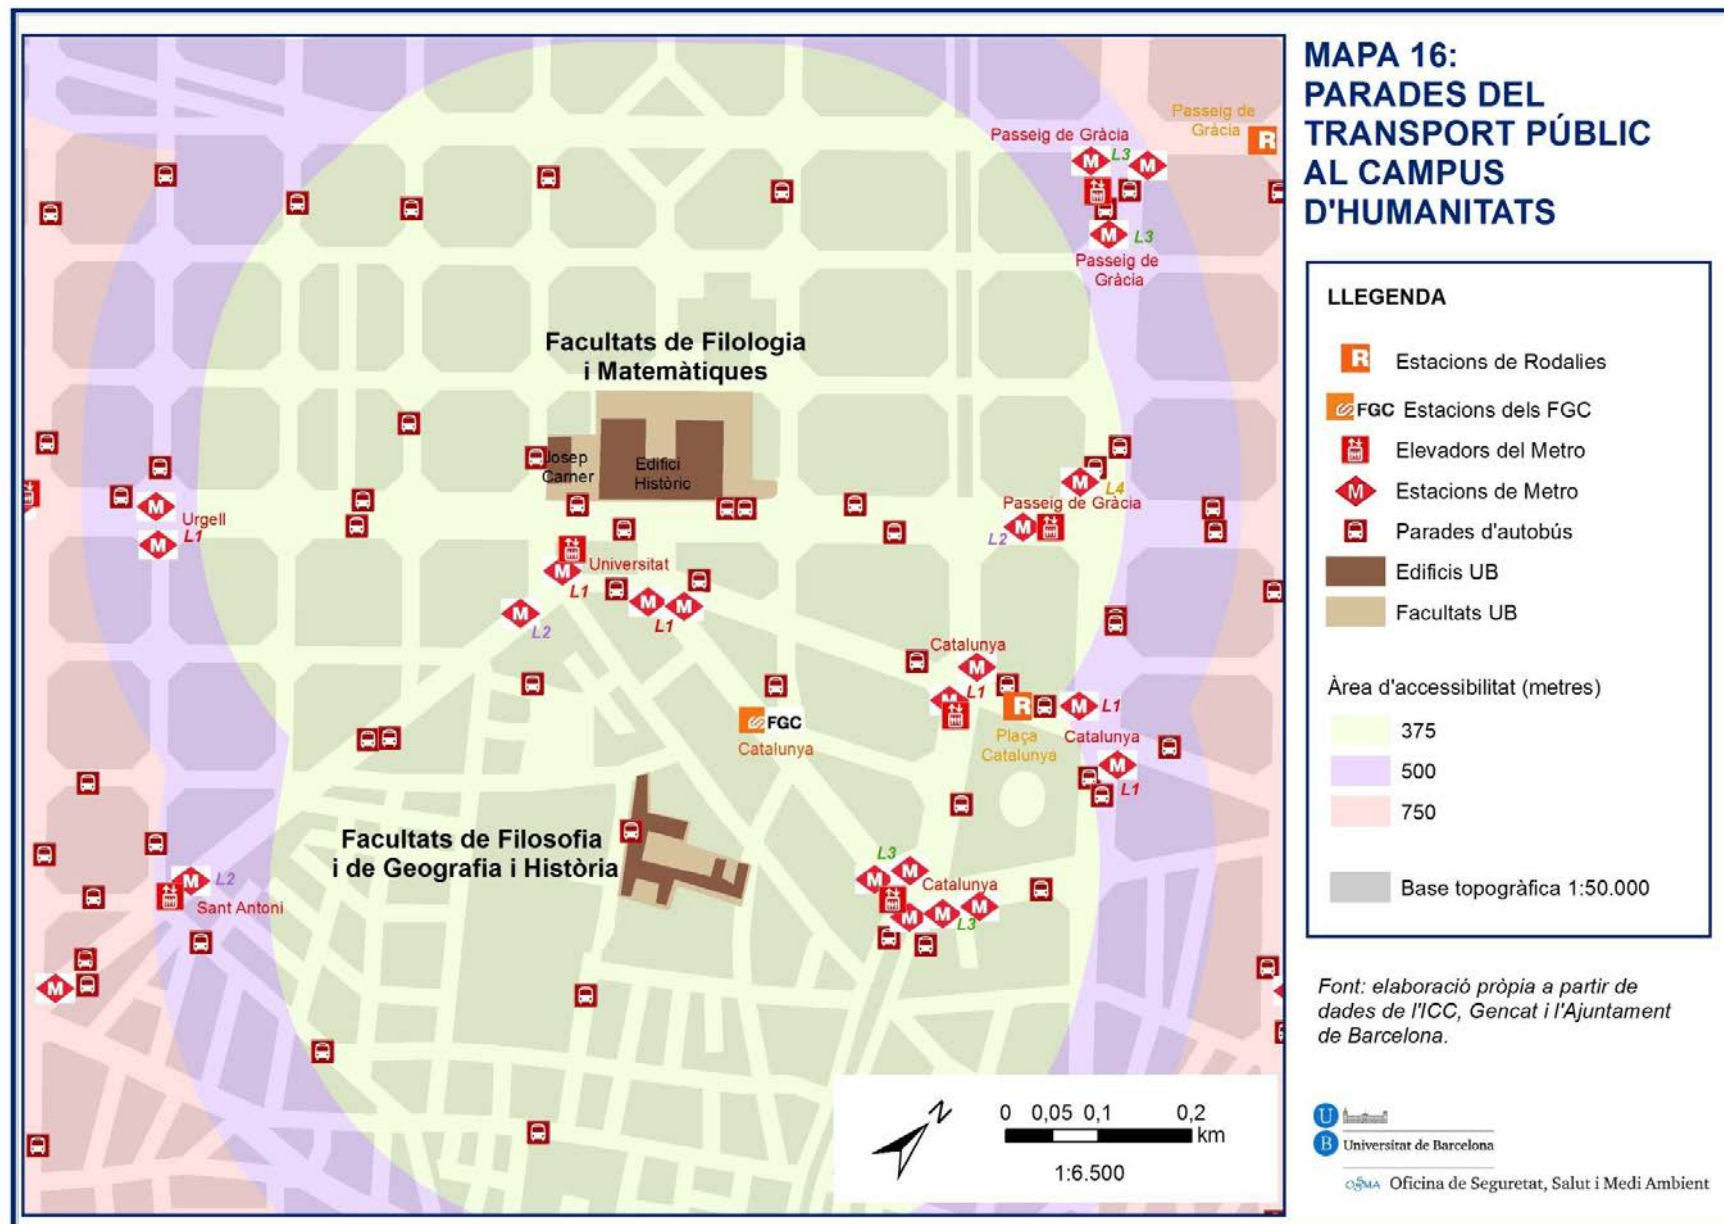 MAPA 16:
PARADES DEL
TRANSPORT PÚBLIC
AL CAMPUS
D'HUMANITATS
LLEGENDA
R Estacions de Rodalies
FGC Estacions dels FGC
Elevadors del Metro
M Estacions de Metro
Parades d'autobús
Edificis UB
Facultats UB
Àrea d'accessibilitat (metres)
375
500
750
Base topogràfica 1:50.000
Font: elaboració pròpia a partir de
dades de l'ICC, Gencat i l'Ajuntament
de Barcelona.
U
B
Universitat de Barcelona
OSSMA Oficina de Seguretat, Salut i Medi Ambient
Passeig de
Gràcia
R
Passeig de Gràcia
M L3 M
M L3
Passeig de
Gràcia
Facultats de Filologia
i Matemàtiques
Josep
Carner
Edifici
Històric
M L4
Passeig de Gràcia
L2 M
M Urgell
M L1
Universitat
M L1
M L2
M M
L1
Catalunya
M
M L1
R
Plaça
Catalunya
M L1
Catalunya
M
L1
FGC
Catalunya
Facultats de Filosofia
i de Geografia i Història
L3
M M
Catalunya
M M M
L3
M L2
Sant Antoni
M
N
0 0,05 0,1 0,2
km
1:6.500